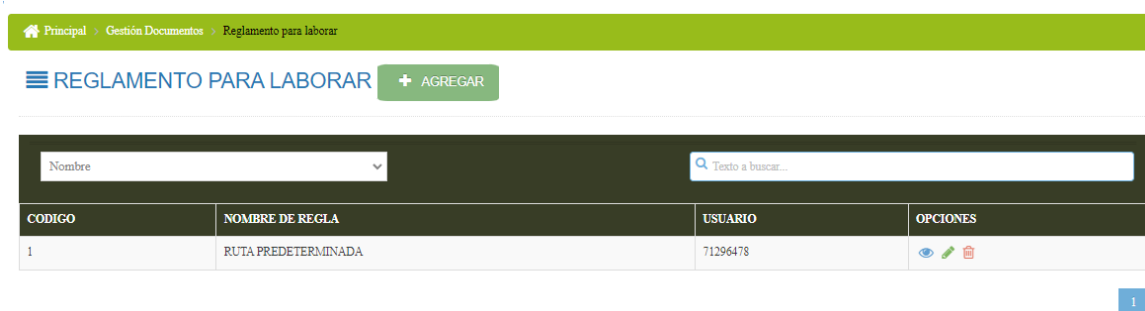 Principal > Gestión Documentos > Reglamento para laborar
REGLAMENTO PARA LABORAR + AGREGAR
Nombre Texto a buscar...
CODIGO NOMBRE DE REGLA USUARIO OPCIONES
1 RUTA PREDETERMINADA 71296478
1